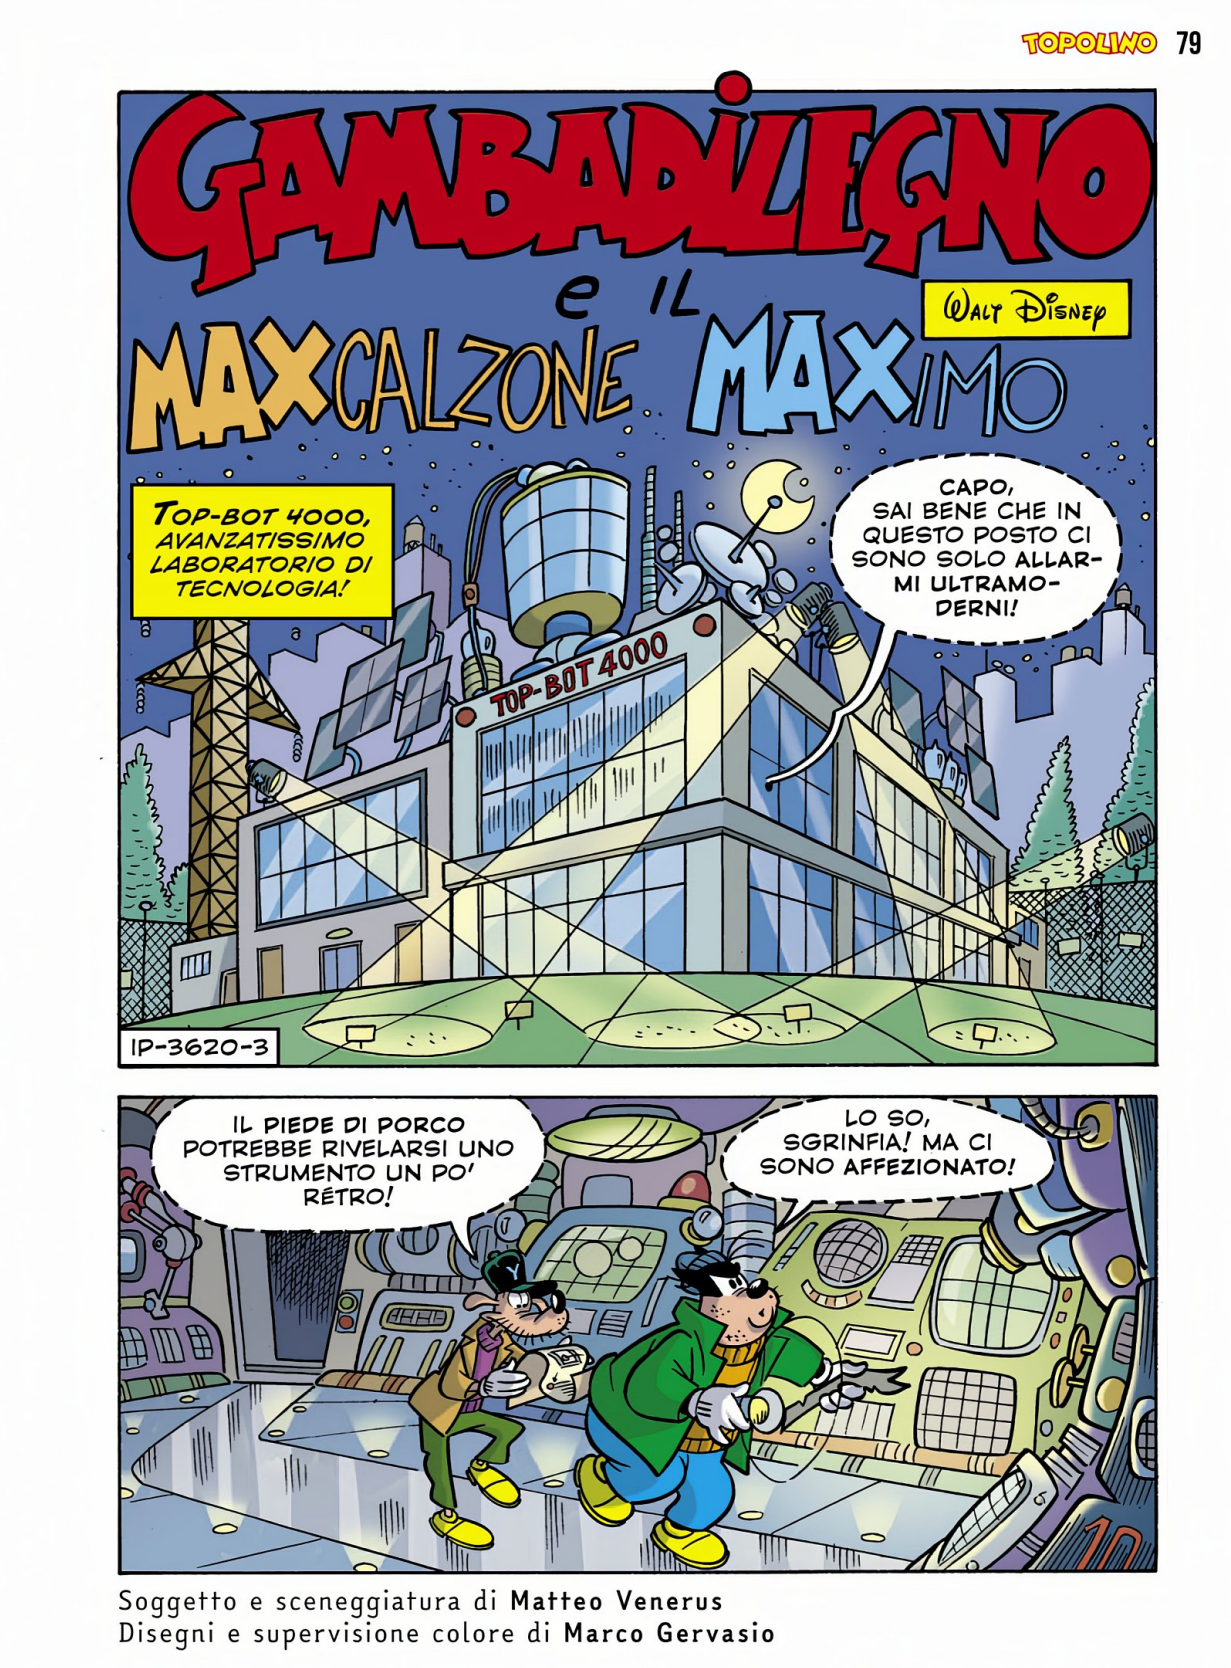 TOPOLINO 79
GAMBADILEGNO
e IL
WALT DISNEY
MAXCALZONE MAXIMO
TOP-BOT 4000,
AVANZATISSIMO
LABORATORIO DI
TECNOLOGIA!
CAPO,
SAI BENE CHE IN
QUESTO POSTO CI
SONO SOLO ALLAR-
MI ULTRAMO-
DERNI!
TOP-BOT 4000
IP-3620-3
IL PIEDE DI PORCO
POTREBBE RIVELARSI UNO
STRUMENTO UN PO'
RÉTRO!
LO SO,
SGRINFIA! MA CI
SONO AFFEZIONATO!
Y
10
Soggetto e sceneggiatura di Matteo Venerus
Disegni e supervisione colore di Marco Gervasio